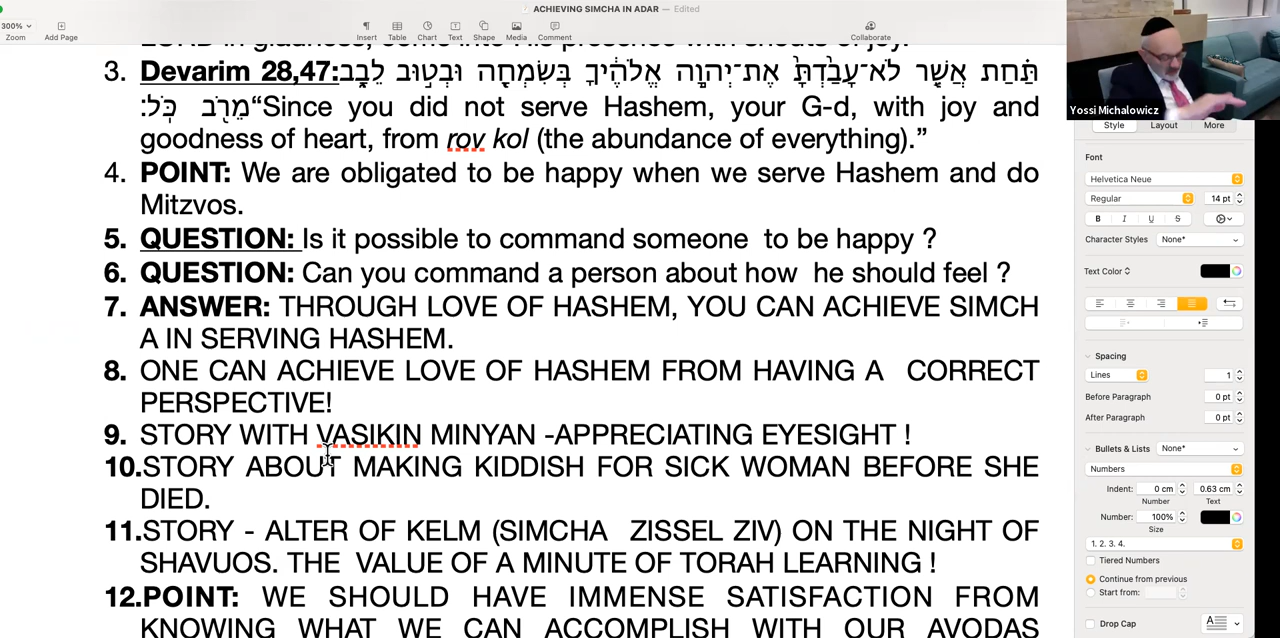 ACHIEVING SIMCHA IN ADAR — Edited
300%
Zoom
Add Page
Insert
Table
Chart
Text
Shape
Media
Comment
Collaborate
LORD in gladness, come into His presence with shouts of joy.
3. Devarim 28,47: תַּ֗חַת אֲשֶׁ֤ר לֹא־עָבַ֙דְתָּ֙ אֶת־יְהֹוָ֣ה אֱלֹהֶ֔יךָ בְּשִׂמְחָ֖ה וּבְט֣וּב לֵבָ֑ב
מֵרֹ֖ב כֹּֽל׃ “Since you did not serve Hashem, your G-d, with joy and
goodness of heart, from rov kol (the abundance of everything).”
4. POINT: We are obligated to be happy when we serve Hashem and do
Mitzvos.
5. QUESTION: Is it possible to command someone  to be happy ?
6. QUESTION: Can you command a person about how  he should feel ?
7. ANSWER: THROUGH LOVE OF HASHEM, YOU CAN ACHIEVE SIMCH
A IN SERVING HASHEM.
8. ONE CAN ACHIEVE LOVE OF HASHEM FROM HAVING A  CORRECT
PERSPECTIVE!
9. STORY WITH VASIKIN MINYAN -APPRECIATING EYESIGHT !
10.STORY ABOUT MAKING KIDDISH FOR SICK WOMAN BEFORE SHE
DIED.
11.STORY - ALTER OF KELM (SIMCHA  ZISSEL ZIV) ON THE NIGHT OF
SHAVUOS. THE  VALUE OF A MINUTE OF TORAH LEARNING !
12.POINT: WE SHOULD HAVE IMMENSE SATISFACTION FROM
KNOWING WHAT WE CAN ACCOMPLISH WITH OUR AVODAS
Yossi Michalowicz
Style
Layout
More
Font
Helvetica Neue
Regular
14 pt
B
I
U
S
Character Styles
None*
Text Color
Spacing
Lines
1
Before Paragraph
0 pt
After Paragraph
0 pt
Bullets & Lists
None*
Numbers
Indent:
0 cm
0.63 cm
Number
Text
Number:
100%
Size
1. 2. 3. 4.
Tiered Numbers
Continue from previous
Start from:
Drop Cap